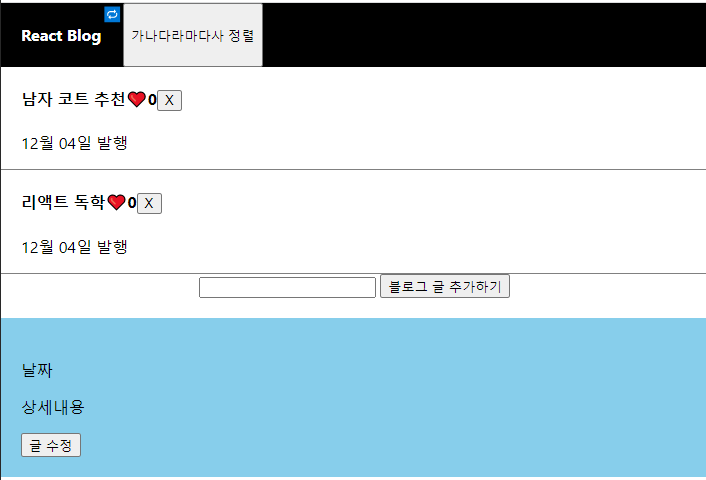 React Blog 가나다라마다사 정렬
남자 코트 추천❤️0 X
12월 04일 발행
리액트 독학❤️0 X
12월 04일 발행
블로그 글 추가하기
날짜
상세내용
글 수정